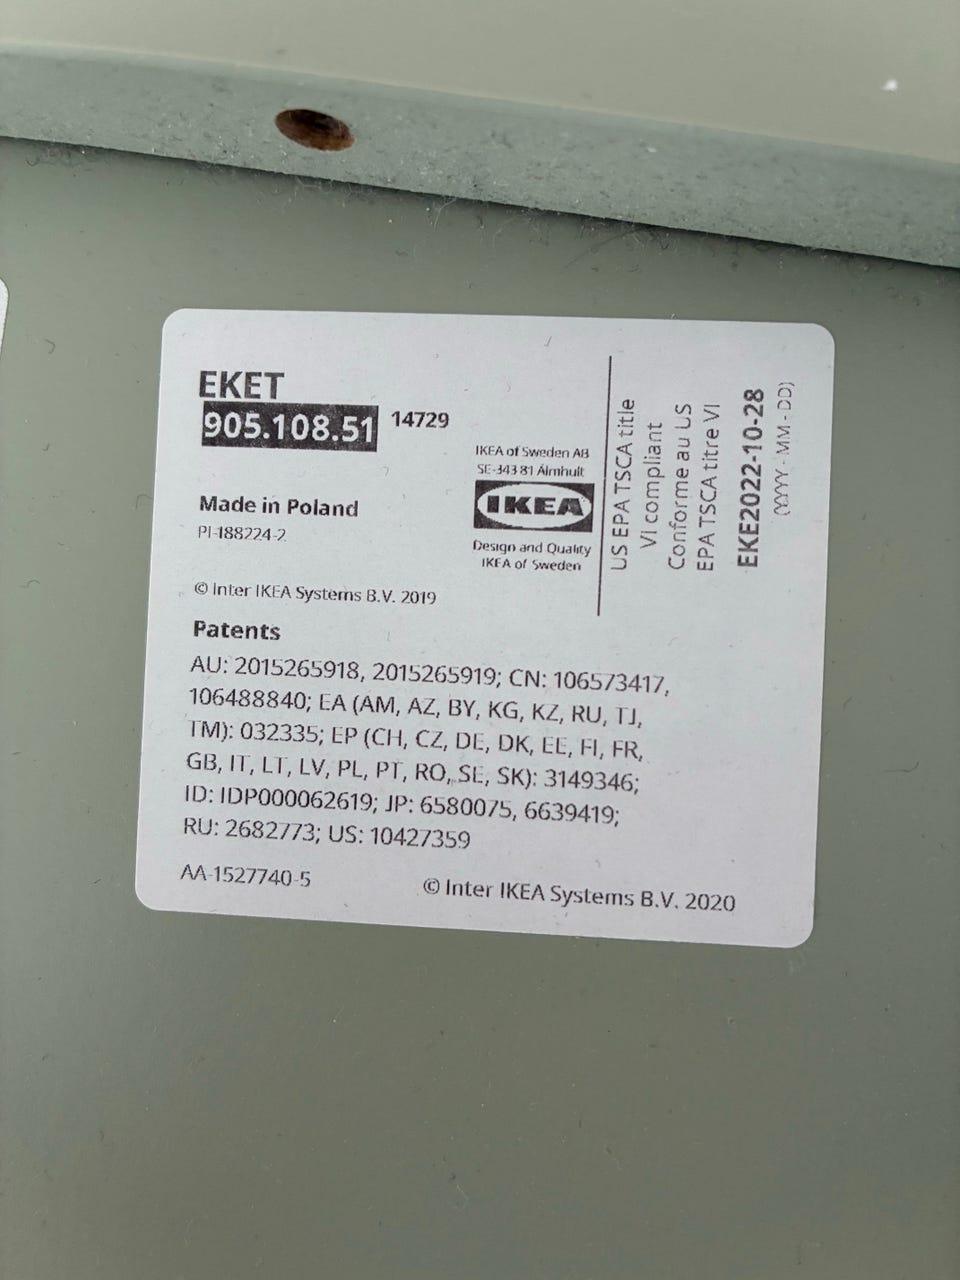 EKET
905.108.51 14729
IKEA of Sweden AB
SE-343 81 Älmhult
IKEA
Design and Quality
IKEA of Sweden
Made in Poland
PI-188224-2
© Inter IKEA Systems B.V. 2019
US EPA TSCA title
VI compliant
Conforme au US
EPA TSCA titre VI
EKE2022-10-28
(YYYY - MM - DD)
Patents
AU: 2015265918, 2015265919; CN: 106573417,
106488840; EA (AM, AZ, BY, KG, KZ, RU, TJ,
TM): 032335; EP (CH, CZ, DE, DK, EE, FI, FR,
GB, IT, LT, LV, PL, PT, RO, SE, SK): 3149346;
ID: IDP000062619; JP: 6580075, 6639419;
RU: 2682773; US: 10427359
AA-1527740-5
© Inter IKEA Systems B.V. 2020